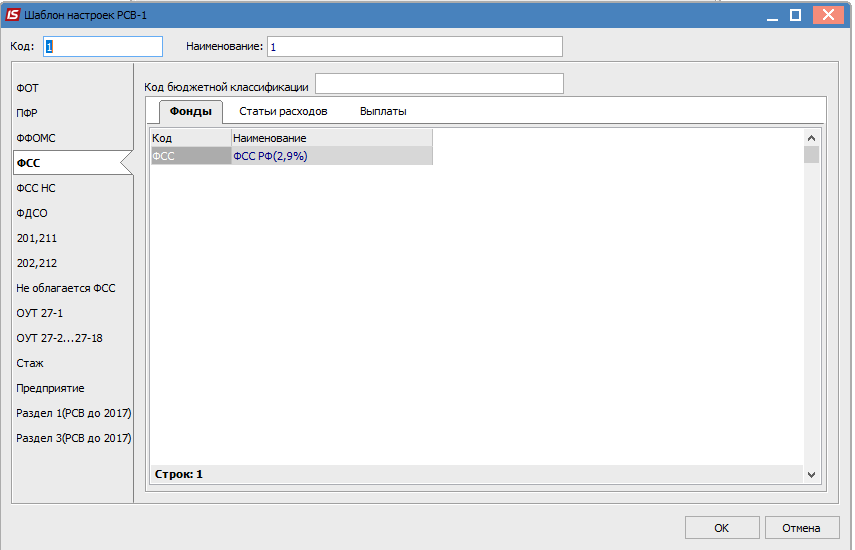 IS Шаблон настроек РСВ-1
Код: 1 Наименование: 1
ФОТ
ПФР
ФФОМС
ФСС
ФСС НС
ФДСО
201,211
202,212
Не облагается ФСС
ОУТ 27-1
ОУТ 27-2...27-18
Стаж
Предприятие
Раздел 1(РСВ до 2017)
Раздел 3(РСВ до 2017)
Код бюджетной классификации
Фонды Статьи расходов Выплаты
Код Наименование
ФСС ФСС РФ(2,9%)
Строк: 1
ОК Отмена